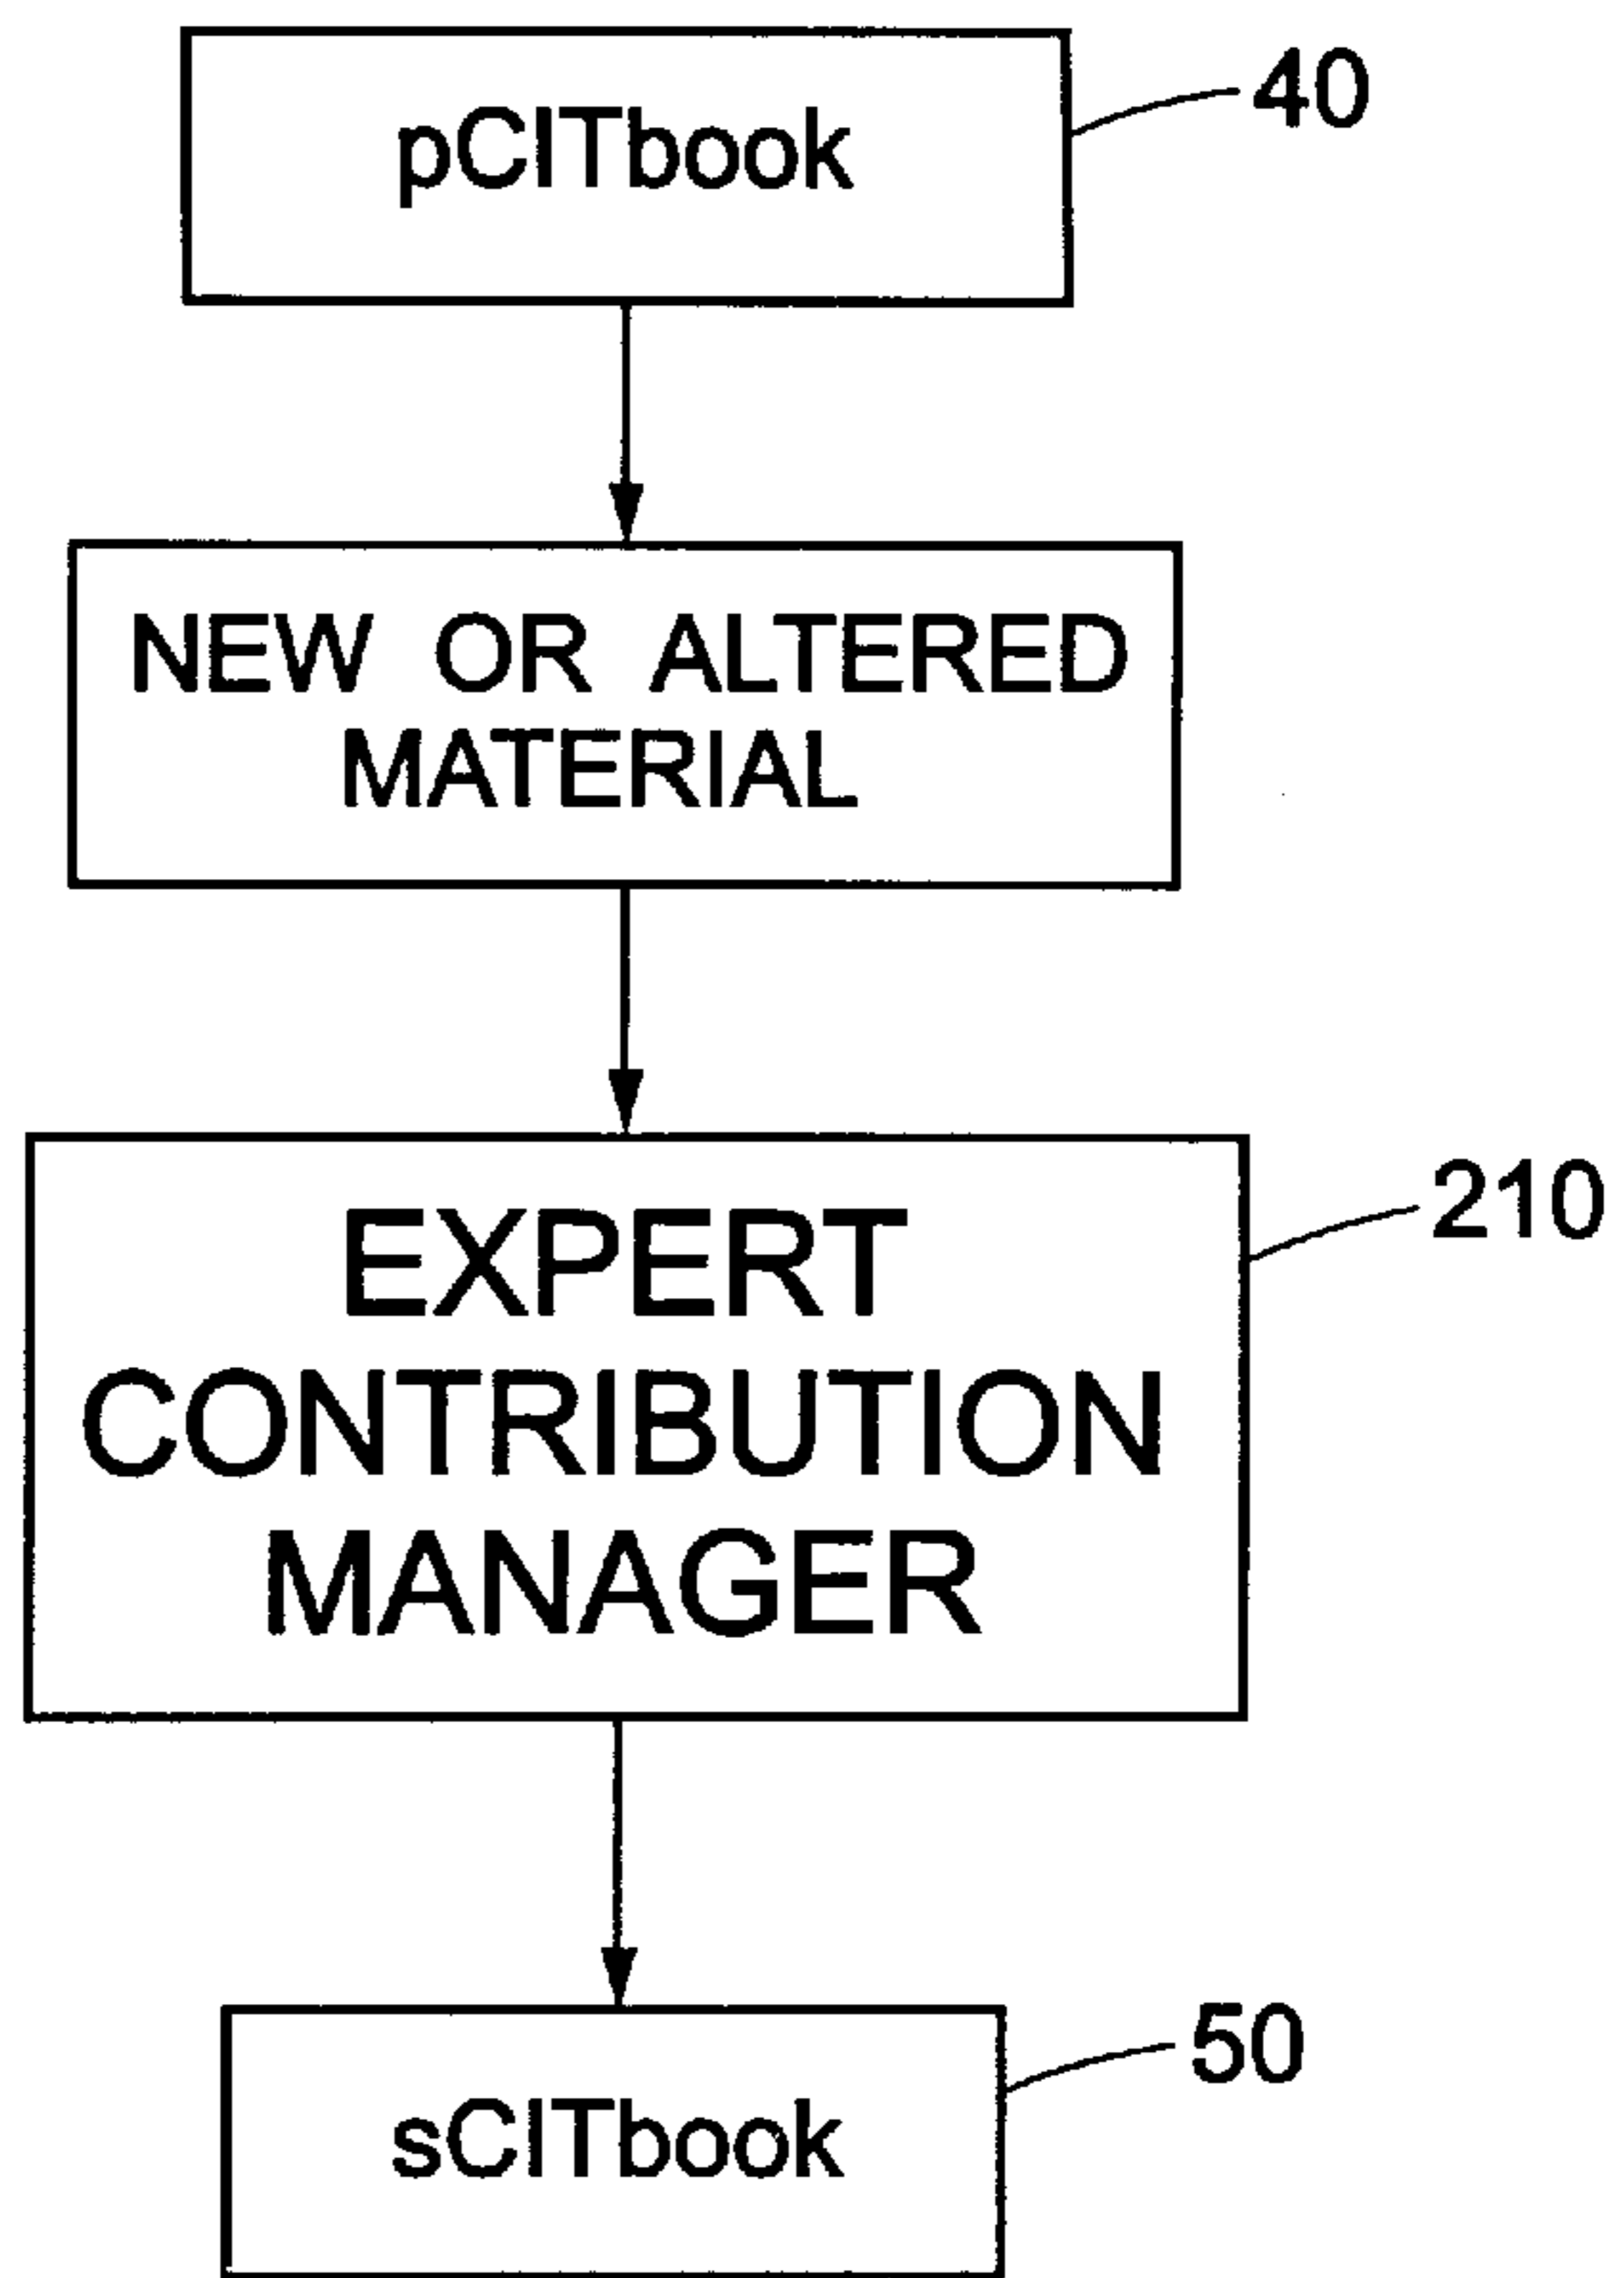 pCITbook
40
NEW OR ALTERED
MATERIAL
EXPERT
CONTRIBUTION
MANAGER
210
sCITbook
50